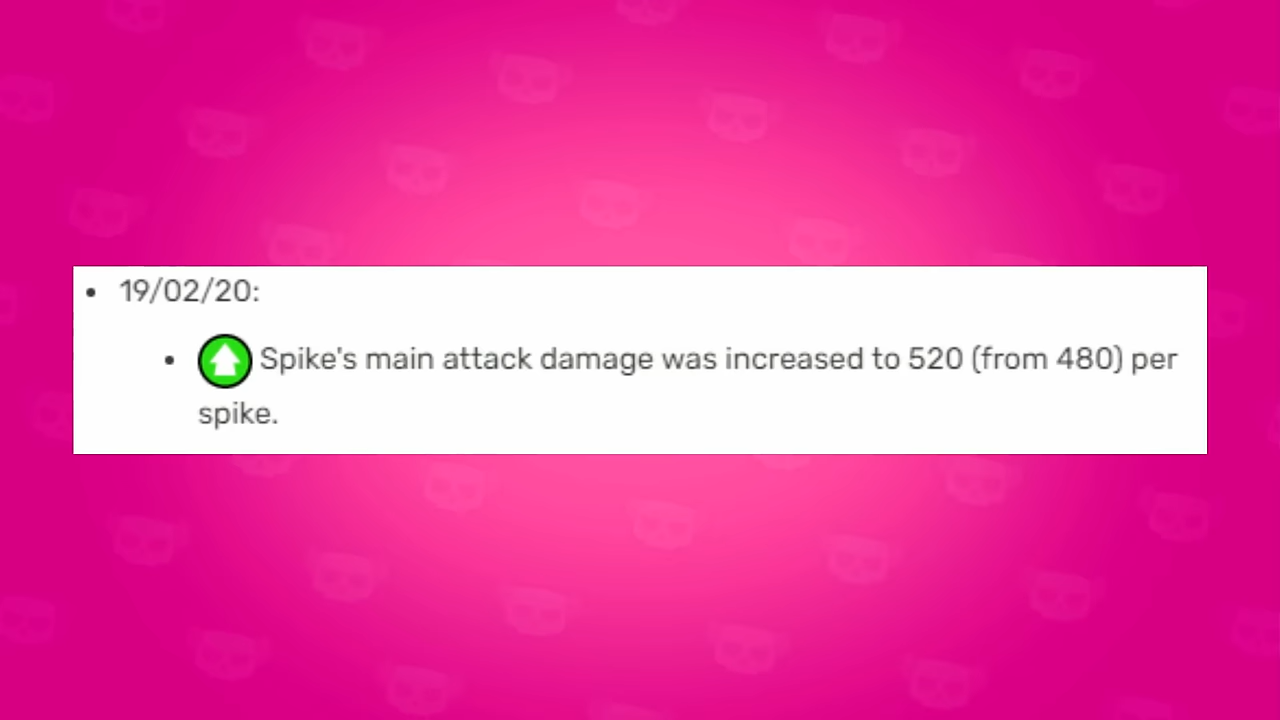 • 19/02/20:
• Spike's main attack damage was increased to 520 (from 480) per
spike.